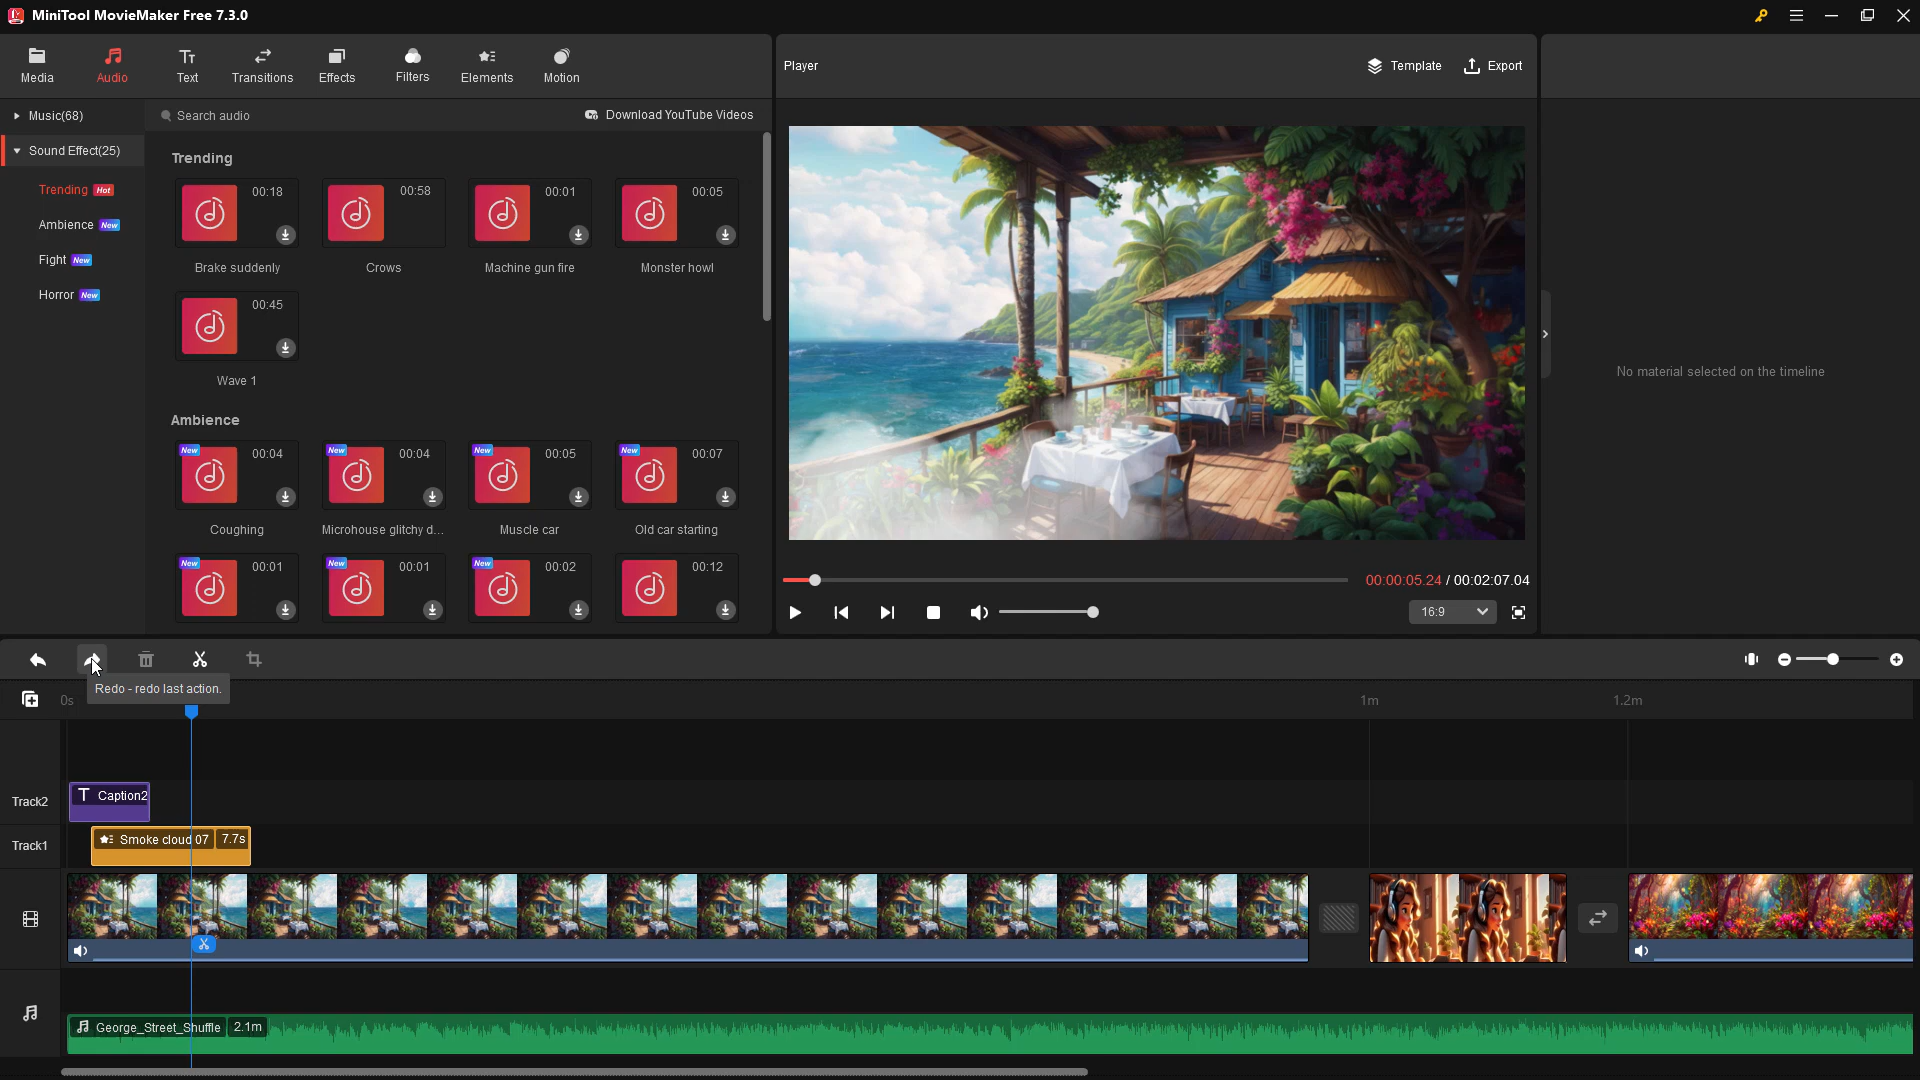 MiniTool MovieMaker Free 7.3.0
Media
Audio
Text
Transitions
Effects
Filters
Elements
Motion
Player
Template
Export
Music(68)
Search audio
Download YouTube Videos
Sound Effect(25)
Trending Hot
Ambience New
Fight New
Horror New
Trending
00:18
00:58
00:01
00:05
Brake suddenly
Crows
Machine gun fire
Monster howl
00:45
Wave 1
Ambience
New 00:04
New 00:04
New 00:05
New 00:07
Coughing
Microhouse glitchy d...
Muscle car
Old car starting
New 00:01
New 00:01
New 00:02
00:12
No material selected on the timeline
00:00:05.24 / 00:02:07.04
16:9
Redo - redo last action.
0s
1m
1.2m
Track2
Caption2
Track1
Smoke cloud 07 7.7s
George_Street_Shuffle 2.1m